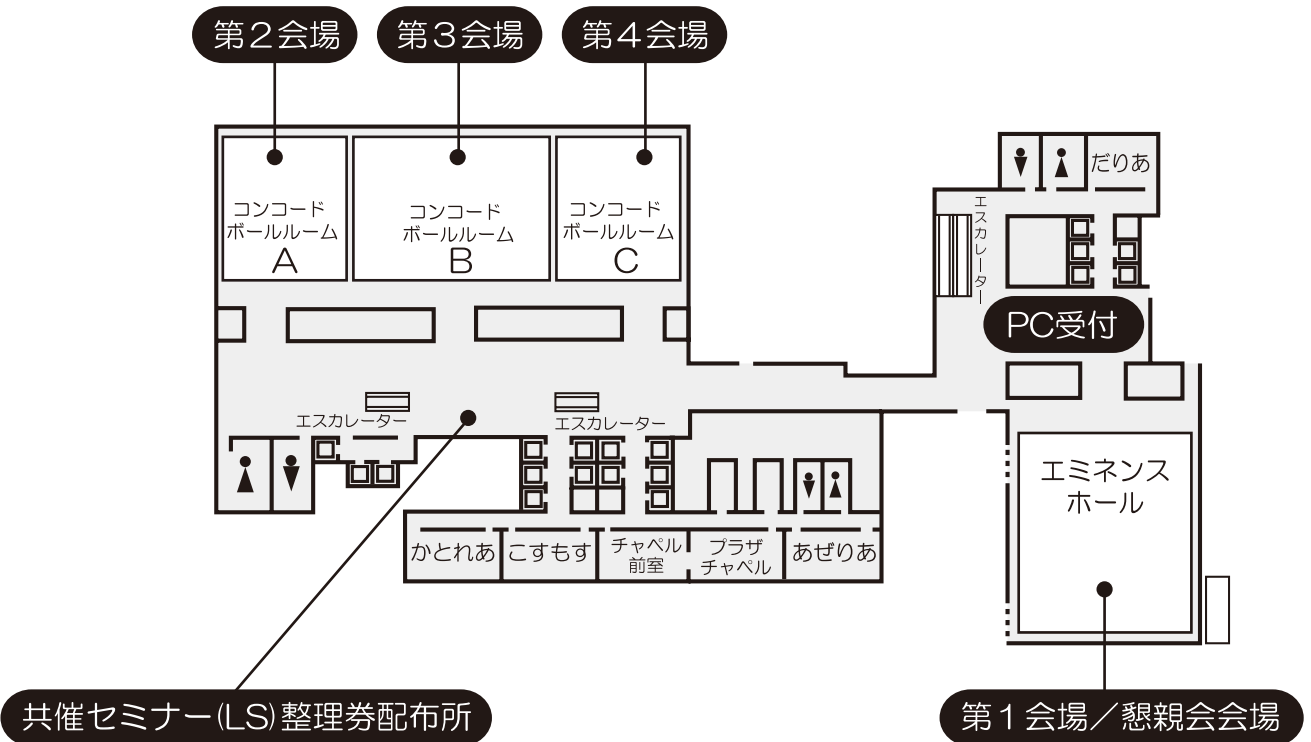 第2会場
第3会場
第4会場
コンコード
ボールルーム
A
コンコード
ボールルーム
B
コンコード
ボールルーム
C
だりあ
エスカレーター
PC受付
エスカレーター
エスカレーター
エミネンス
ホール
かとれあ
こすもす
チャペル
前室
プラザ
チャペル
あぜりあ
共催セミナー(LS)整理券配布所
第1会場／懇親会会場